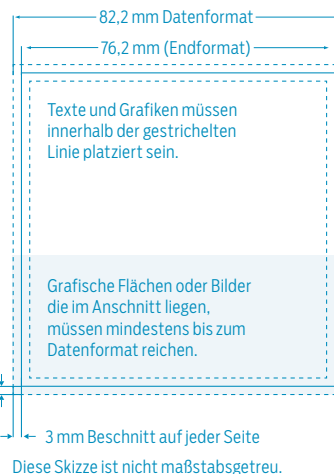 82,2 mm Datenformat
76,2 mm (Endformat)
Texte und Grafiken müssen
innerhalb der gestrichelten
Linie platziert sein.
Grafische Flächen oder Bilder
die im Anschnitt liegen,
müssen mindestens bis zum
Datenformat reichen.
3 mm Beschnitt auf jeder Seite
Diese Skizze ist nicht maßstabsgetreu.